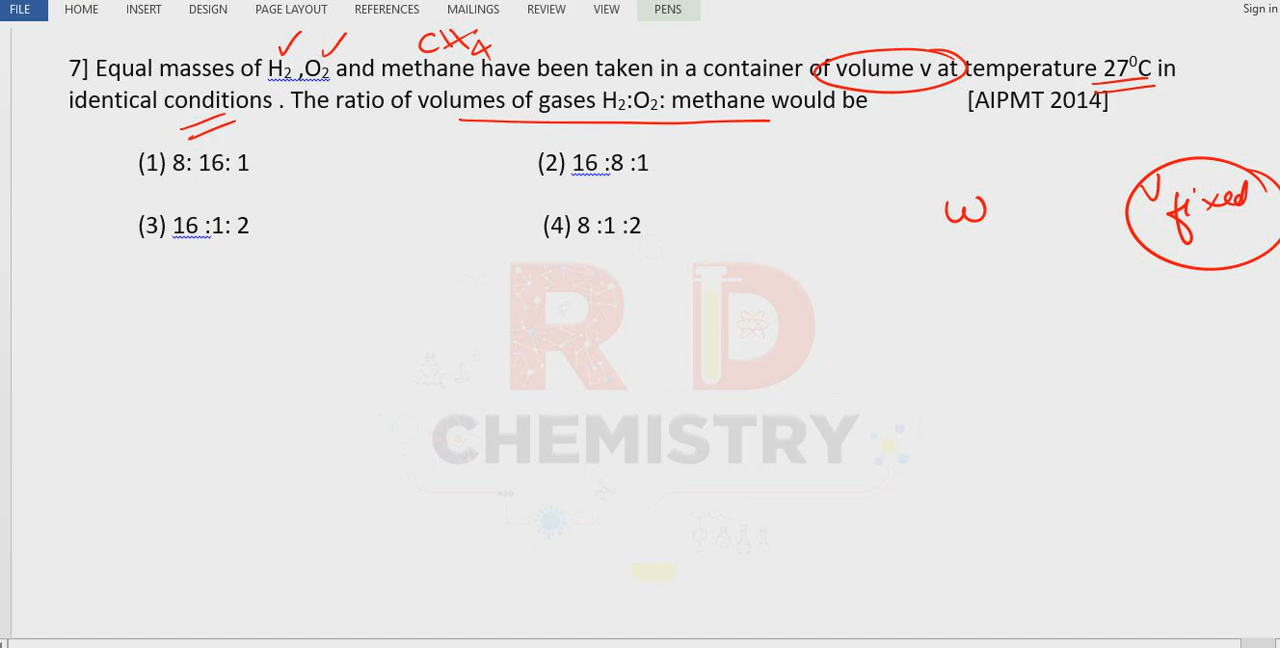 FILE HOME INSERT DESIGN PAGE LAYOUT REFERENCES MAILINGS REVIEW VIEW PENS Sign in
CH4
7] Equal masses of H₂ ,O₂ and methane have been taken in a container of volume v at temperature 27⁰C in
identical conditions . The ratio of volumes of gases H₂:O₂: methane would be [AIPMT 2014]
(1) 8: 16: 1 (2) 16 :8 :1
V fixed
w
(3) 16 :1: 2 (4) 8 :1 :2
R D
CHEMISTRY